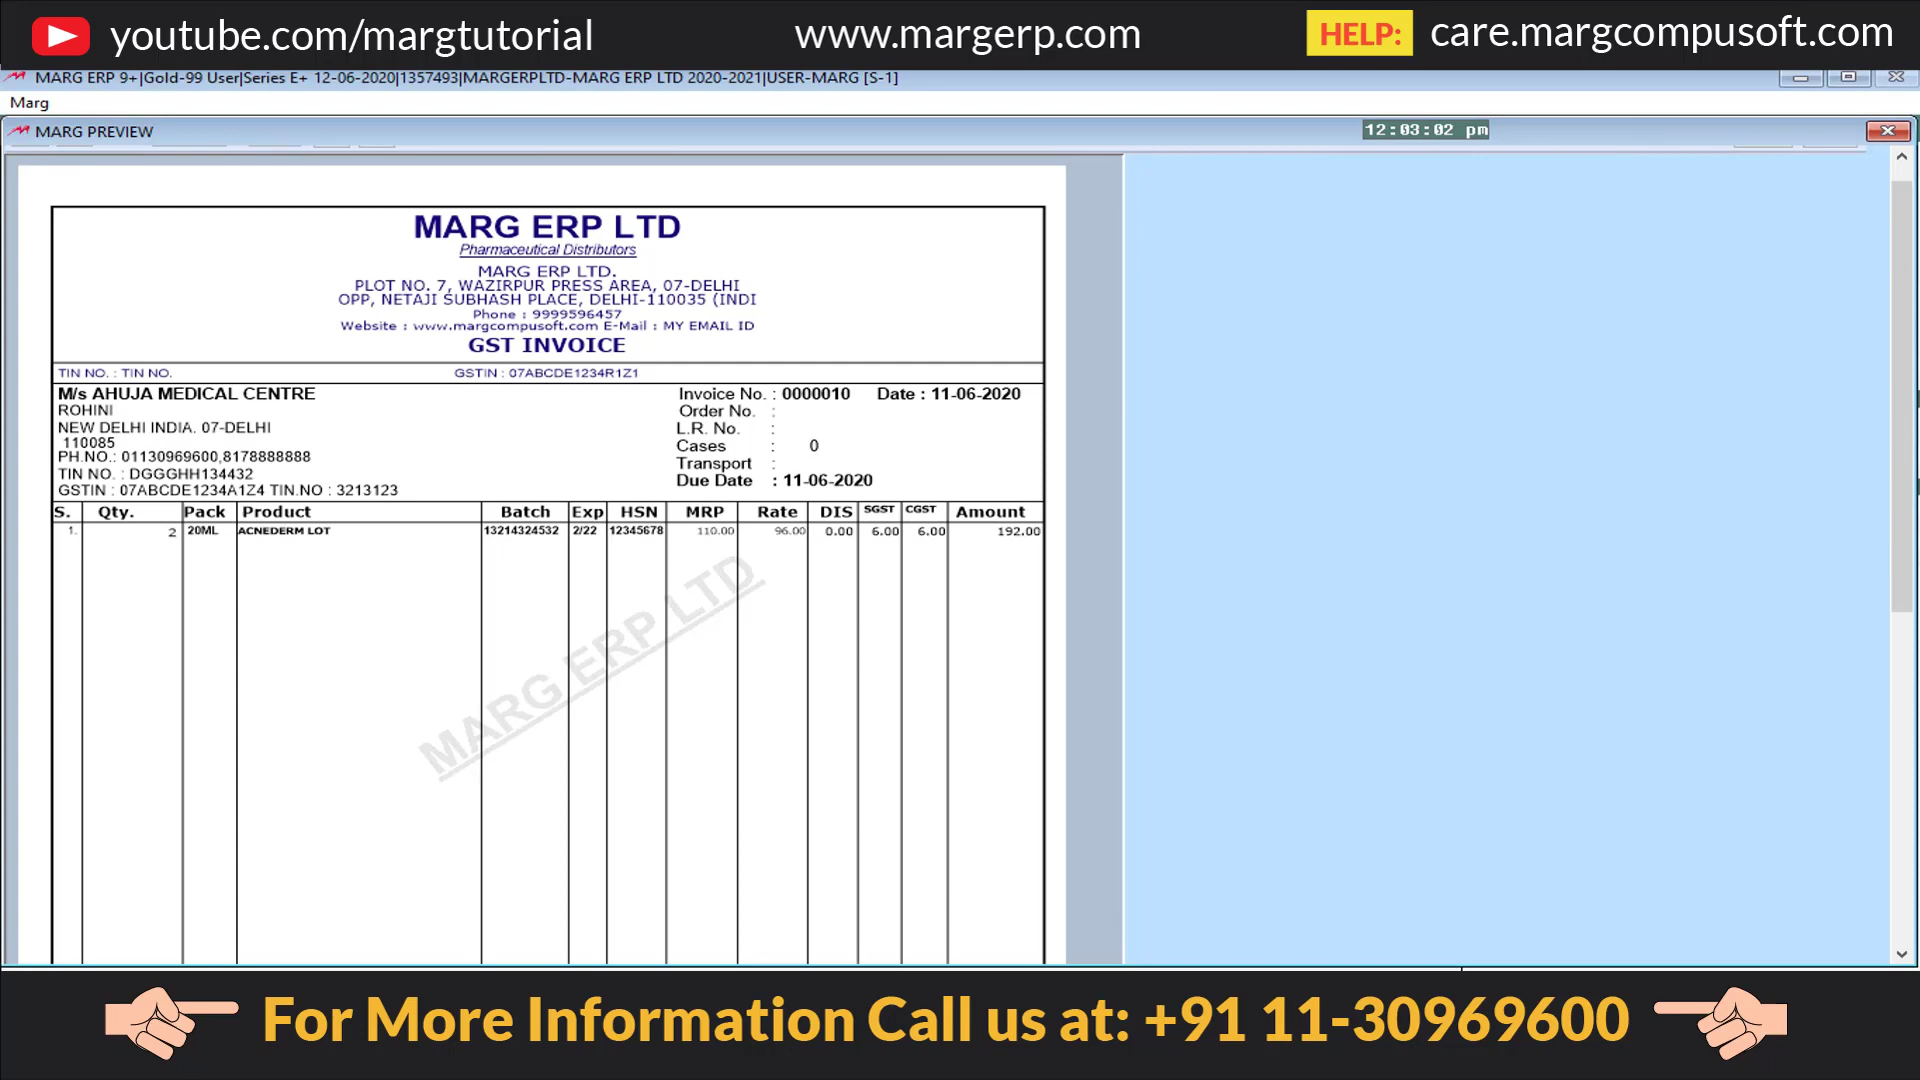 youtube.com/margtutorial
www.margerp.com
HELP: care.margcompusoft.com
MARG ERP 9+|Gold-99 User|Series E+ 12-06-2020|1357493|MARGERPLTD-MARG ERP LTD 2020-2021|USER-MARG [S-1]
Marg
MARG PREVIEW
12:03:02 pm
MARG ERP LTD
Pharmaceutical Distributors
MARG ERP LTD.
PLOT NO. 7, WAZIRPUR PRESS AREA, 07-DELHI
OPP, NETAJI SUBHASH PLACE, DELHI-110035 (INDI
Phone : 9999596457
Website : www.margcompusoft.com E-Mail : MY EMAIL ID
GST INVOICE
TIN NO. : TIN NO. GSTIN : 07ABCDE1234R1Z1
M/s AHUJA MEDICAL CENTRE
ROHINI
NEW DELHI INDIA. 07-DELHI
110085
PH.NO.: 01130969600,8178888888
TIN NO. : DGGGHH134432
GSTIN : 07ABCDE1234A1Z4 TIN.NO : 3213123
Invoice No. : 0000010 Date : 11-06-2020
Order No. :
L.R. No. :
Cases : 0
Transport :
Due Date : 11-06-2020
S. Qty. Pack Product Batch Exp HSN MRP Rate DIS SGST CGST Amount
1. 2 20ML ACNEDERM LOT 13214324532 2/22 12345678 110.00 96.00 0.00 6.00 6.00 192.00
MARG ERP LTD
For More Information Call us at: +91 11-30969600